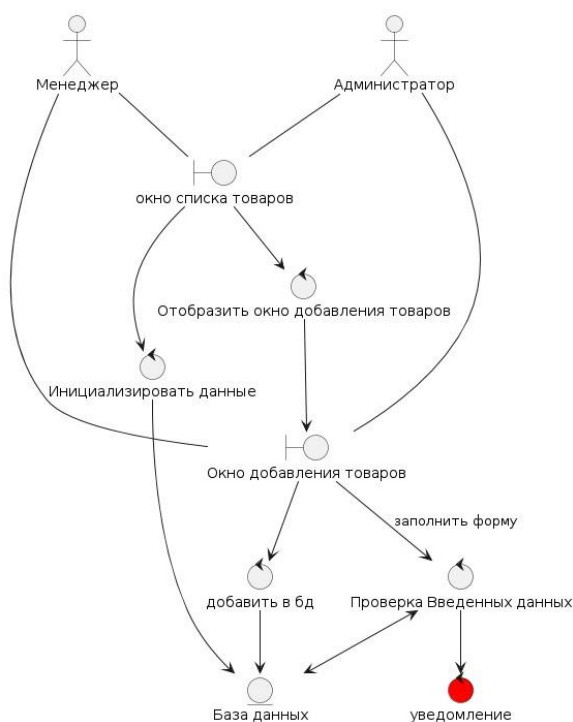 Менеджер
Администратор
окно списка товаров
Отобразить окно добавления товаров
Инициализировать данные
Окно добавления товаров
заполнить форму
добавить в бд
Проверка Введенных данных
База данных
уведомление